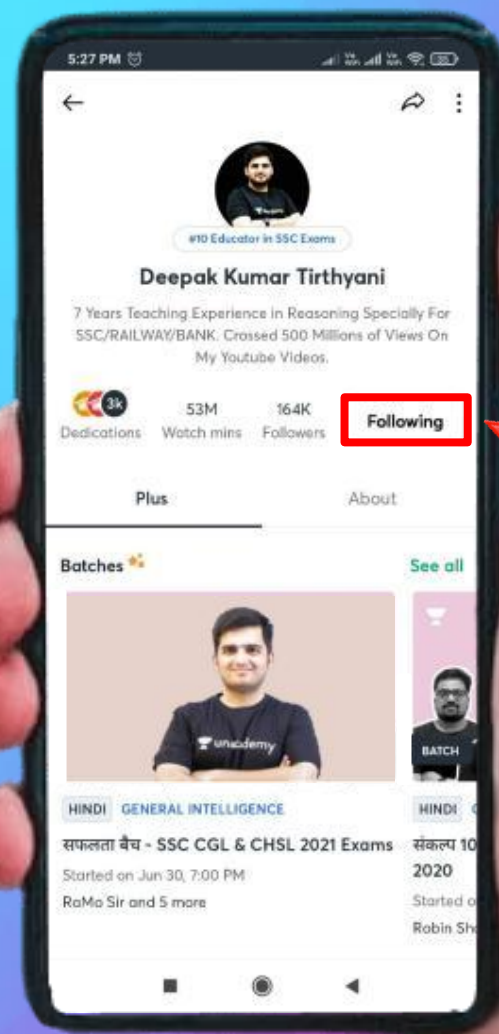 5:27 PM
#10 Educator in SSC Exams
Deepak Kumar Tirthyani
7 Years Teaching Experience in Reasoning Specially For
SSC/RAILWAY/BANK. Crossed 500 Millions of Views On
My Youtube Videos.
3k
Dedications
53M
Watch mins
164K
Followers
Following
Plus
About
Batches
See all
unacademy
BATCH
HINDI GENERAL INTELLIGENCE
सफलता बैच - SSC CGL & CHSL 2021 Exams
Started on Jun 30, 7:00 PM
RaMo Sir and 5 more
HINDI
संकल्प 10
2020
Started
Robin